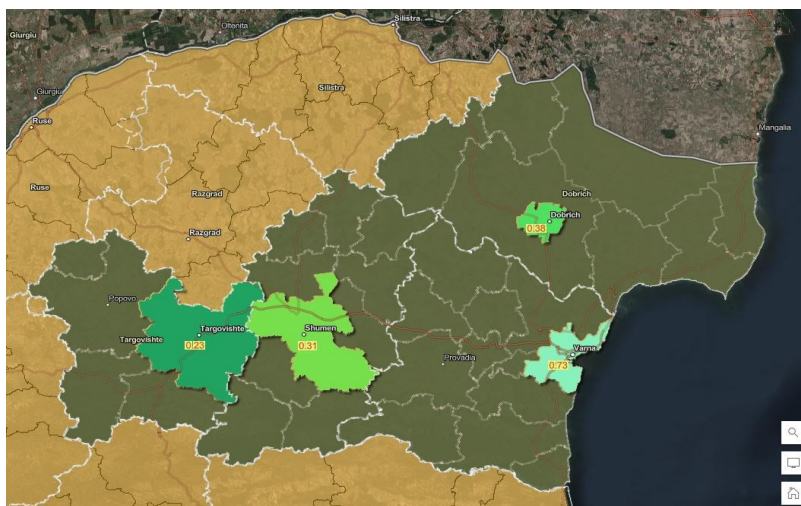 Oltenita
Silistra
Giurgiu
Giurgiu
Silistra
Ruse
Mangalia
Ruse
Razgrad
Dobrich
Dobrich
0.38
Razgrad
Popovo
Targovishte
Shumen
Targovishte
0.23
0.31
Varna
Provadia
0.73